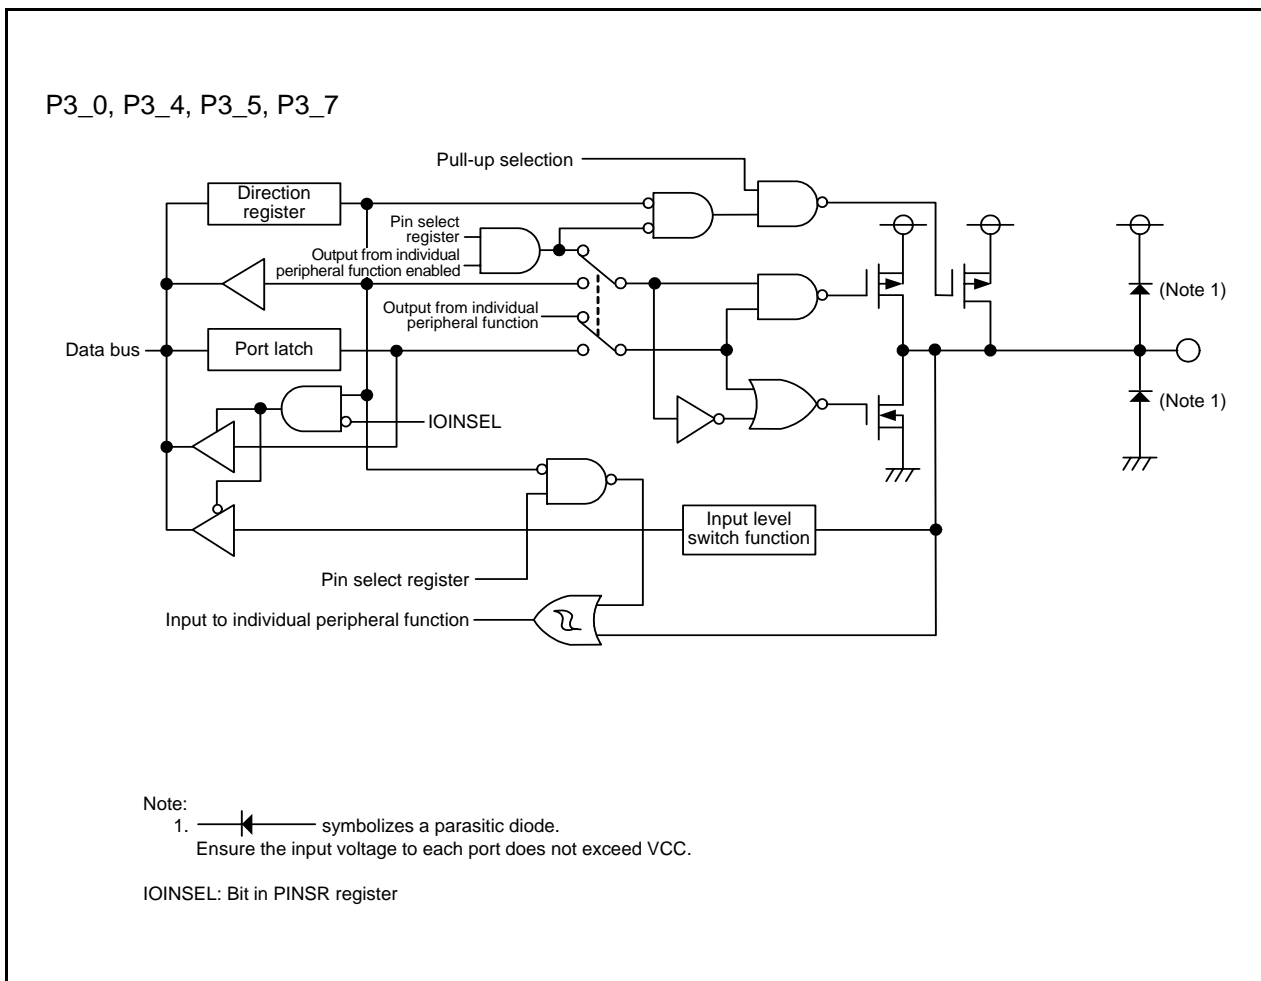 P3_0, P3_4, P3_5, P3_7
Pull-up selection
Direction
register
Pin select
register
Output from individual
peripheral function enabled
Output from individual
peripheral function
(Note 1)
Data bus
Port latch
(Note 1)
IOINSEL
Input level
switch function
Pin select register
Input to individual peripheral function
Note:
1. symbolizes a parasitic diode.
Ensure the input voltage to each port does not exceed VCC.
IOINSEL: Bit in PINSR register